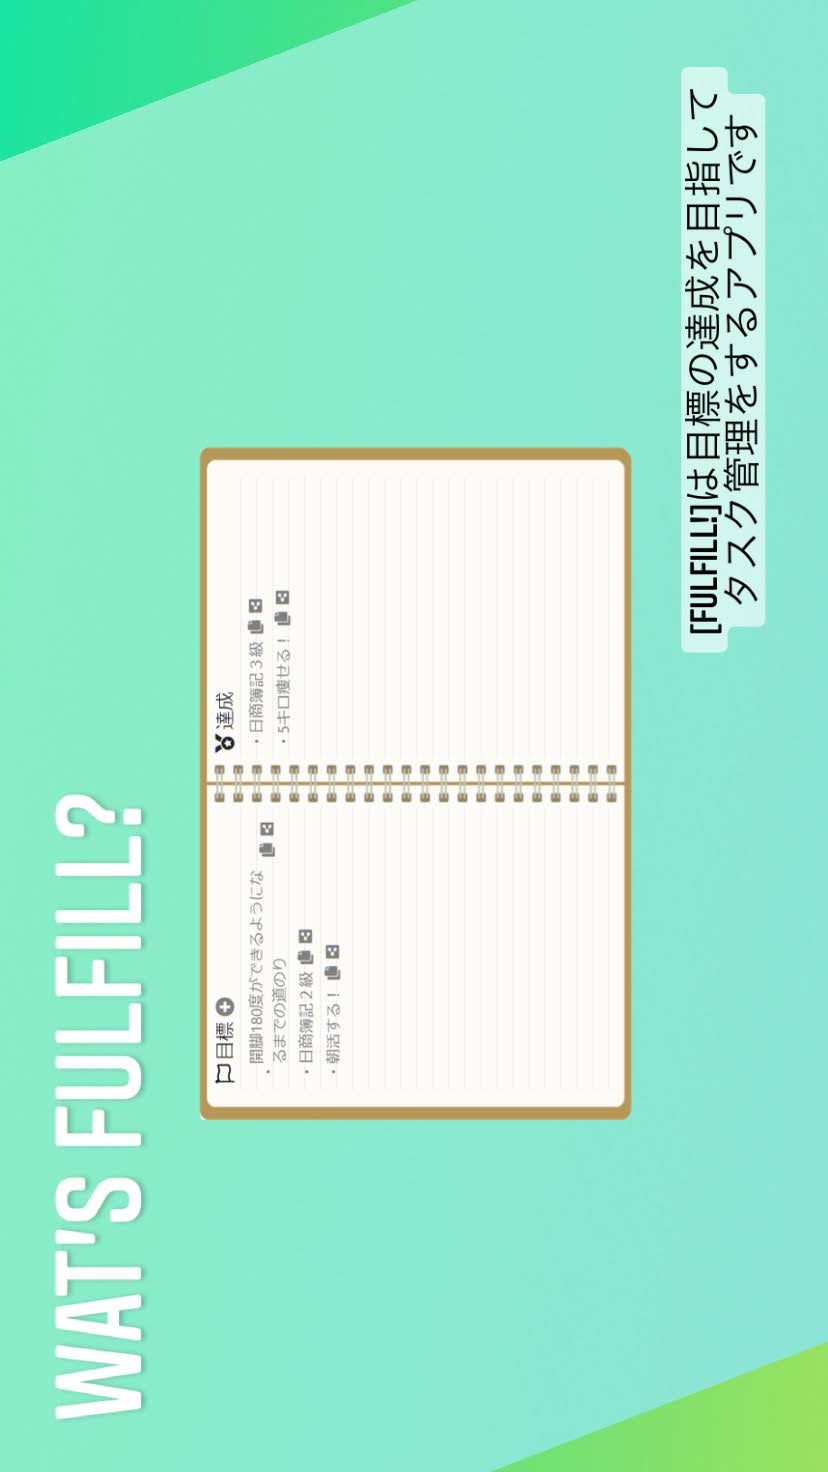 WAT'S FULFILL?
目標
・開脚180度ができるようにな
るまでの道のり
・日商簿記２級
・朝活する！
達成
・日商簿記３級
・5キロ痩せる！
[FULFILL!]は目標の達成を目指して
タスク管理をするアプリです